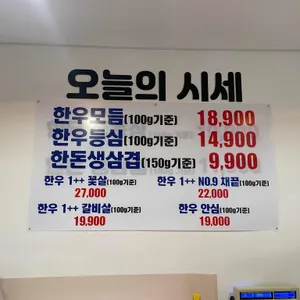 오늘의 시세
한우모듬(100g기준) 18,900
한우등심(100g기준) 14,900
한돈생삼겹(150g기준) 9,900
한우 1++ 꽃살(100g기준) 한우 1++ NO.9 채끝(100g기준)
27,000 22,000
한우 1++ 갈비살(100g기준) 한우 안심(100g기준)
19,900 19,000